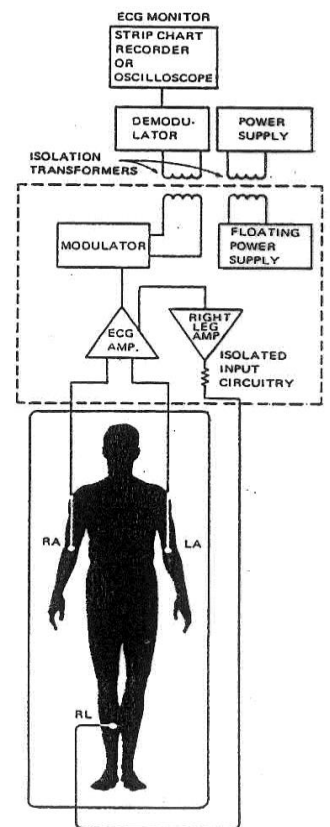 ECG MONITOR
STRIP CHART
RECORDER
OR
OSCILLOSCOPE
DEMODU-
LATOR
POWER
SUPPLY
ISOLATION
TRANSFORMERS
MODULATOR
FLOATING
POWER
SUPPLY
ECG
AMP.
RIGHT
LEG
AMP.
ISOLATED
INPUT
CIRCUITRY
RA
LA
RL